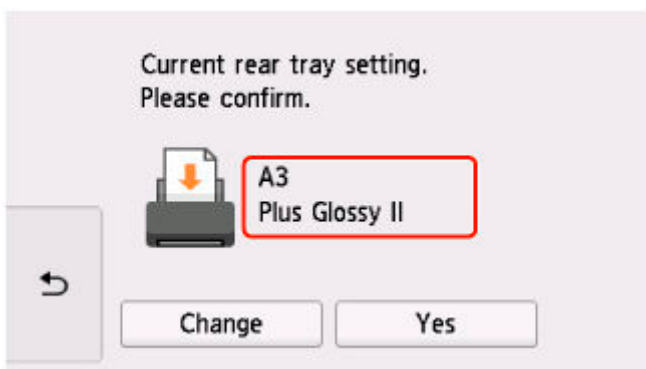 Current rear tray setting.
Please confirm.
A3
Plus Glossy II
Change
Yes